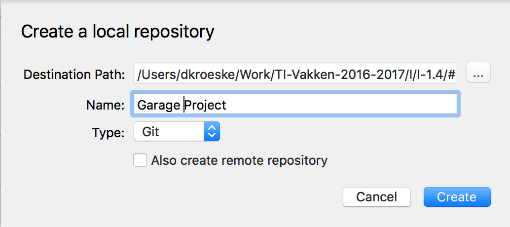 Create a local repository
Destination Path: /Users/dkroeske/Work/TI-Vakken-2016-2017/I/I-1.4/# ...
Name: Garage Project
Type: Git
Also create remote repository
Cancel Create